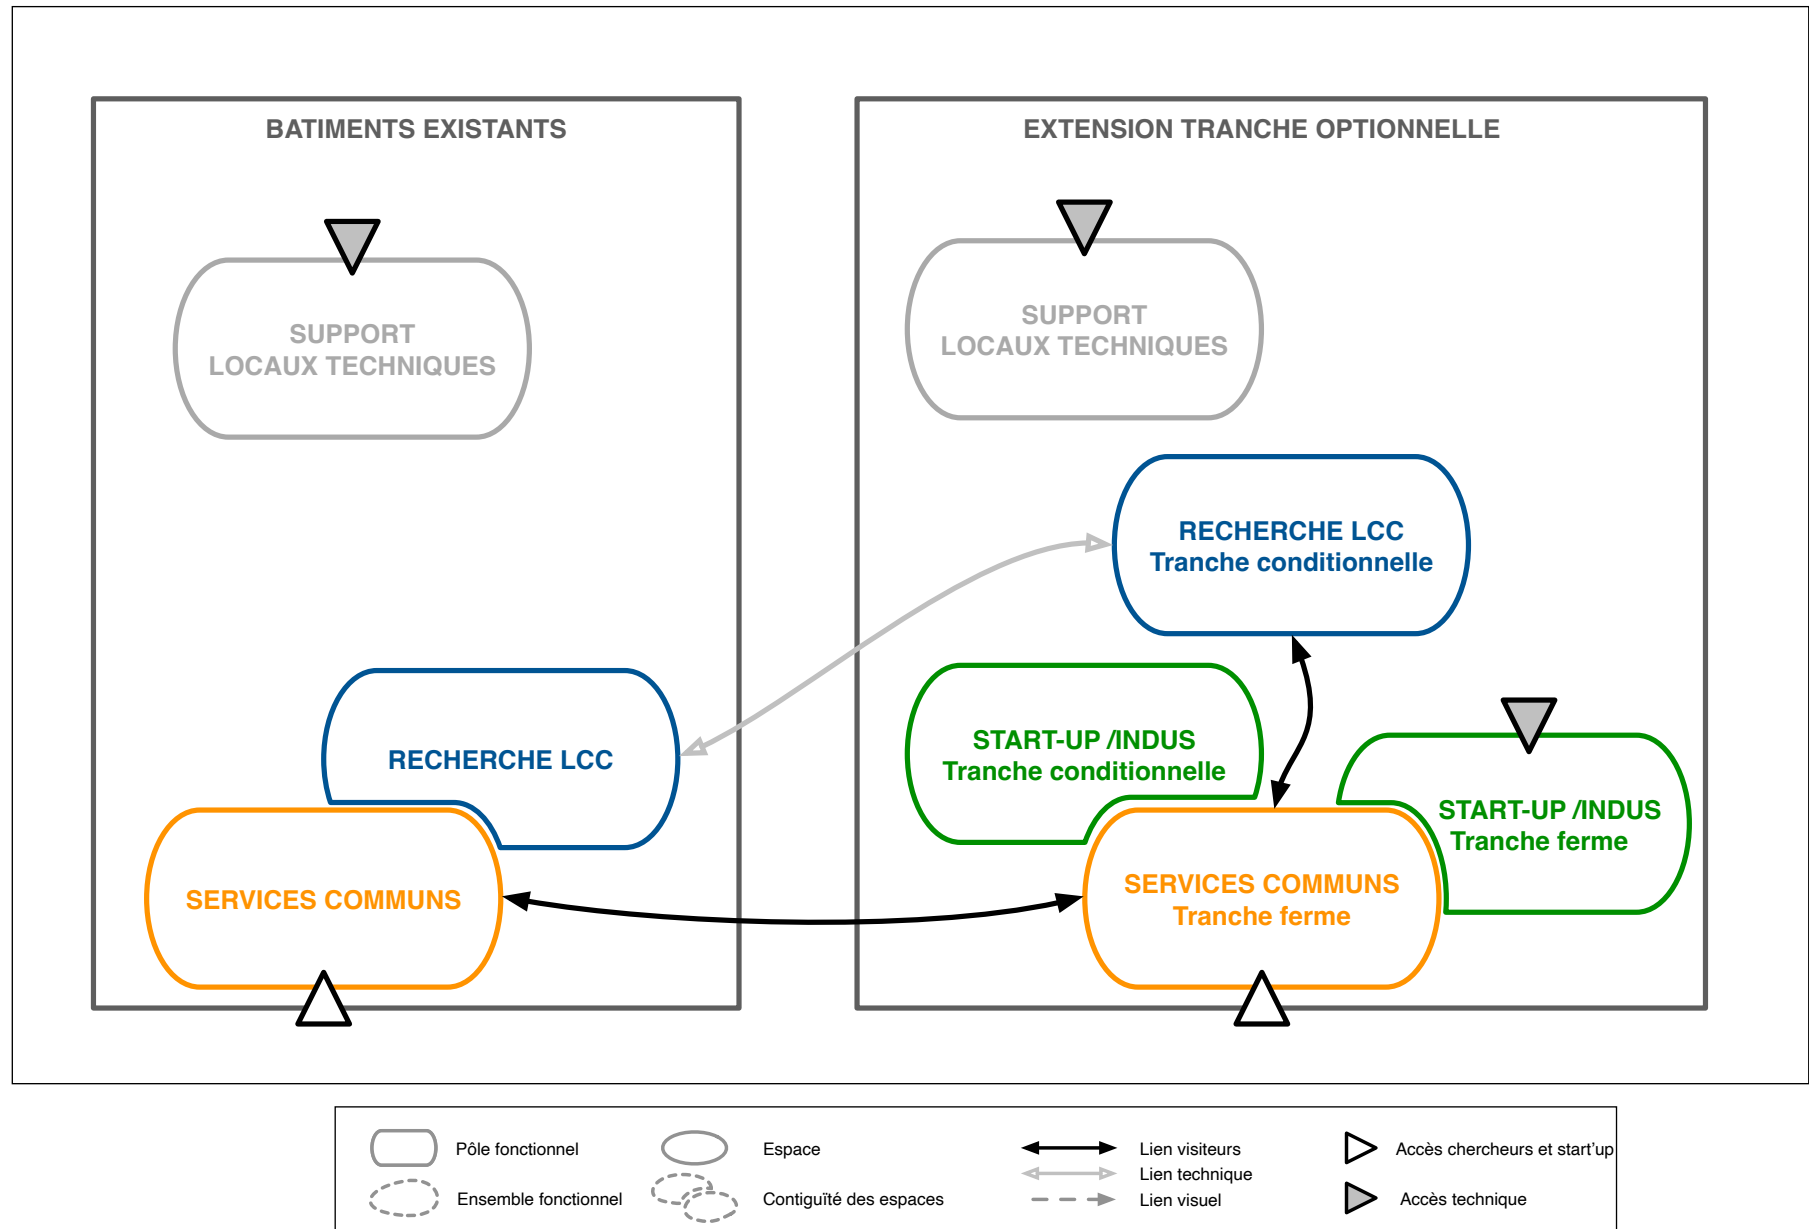 BATIMENTS EXISTANTS
SUPPORT
LOCAUX TECHNIQUES
RECHERCHE LCC
SERVICES COMMUNS
EXTENSION TRANCHE OPTIONNELLE
SUPPORT
LOCAUX TECHNIQUES
RECHERCHE LCC
Tranche conditionnelle
START-UP /INDUS
Tranche conditionnelle
START-UP /INDUS
Tranche ferme
SERVICES COMMUNS
Tranche ferme
Pôle fonctionnel
Ensemble fonctionnel
Espace
Contiguïté des espaces
Lien visiteurs
Lien technique
Lien visuel
Accès chercheurs et start'up
Accès technique